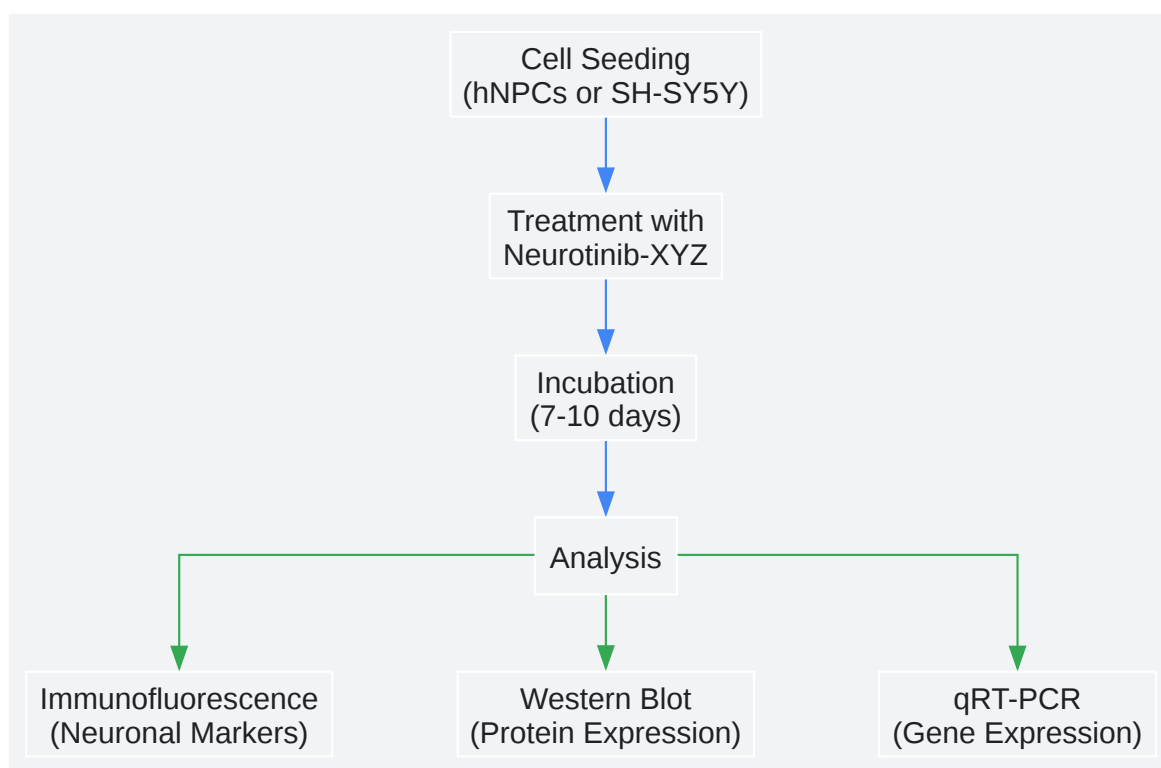 Cell Seeding
(hNPCs or SH-SY5Y)
Treatment with
Neurotinib-XYZ
Incubation
(7-10 days)
Analysis
Immunofluorescence
(Neuronal Markers)
Western Blot
(Protein Expression)
qRT-PCR
(Gene Expression)